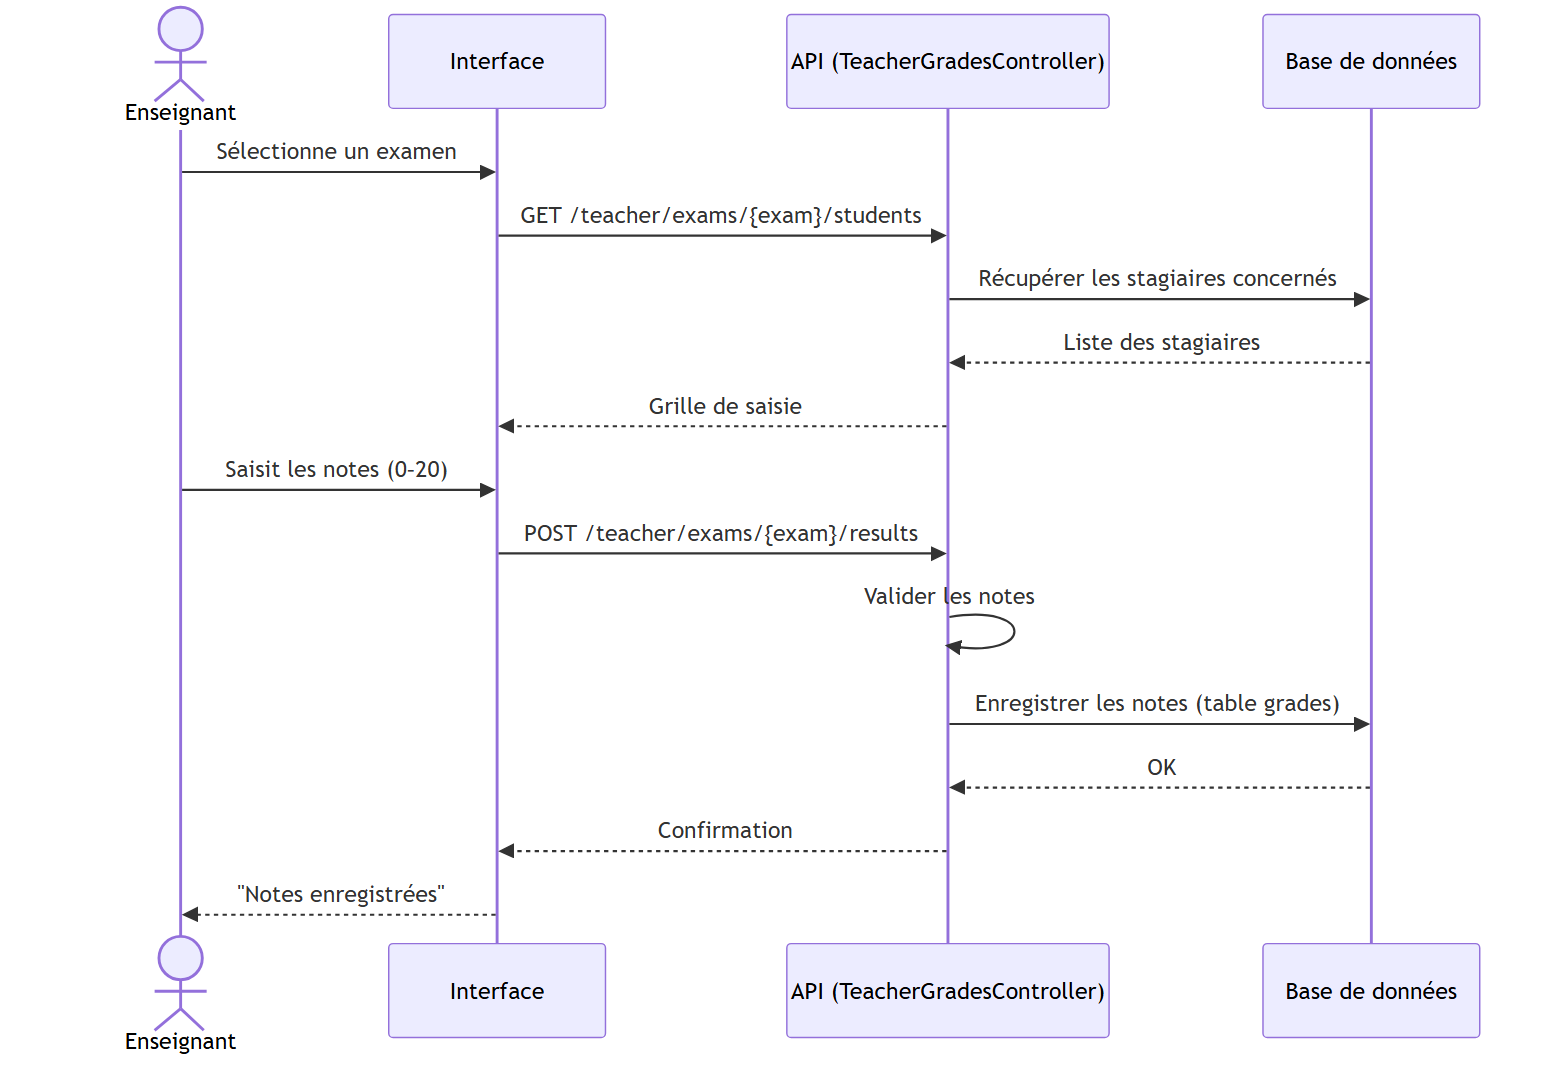 Enseignant
Interface
API (TeacherGradesController)
Base de données
Sélectionne un examen
GET /teacher/exams/{exam}/students
Récupérer les stagiaires concernés
Liste des stagiaires
Grille de saisie
Saisit les notes (0-20)
POST /teacher/exams/{exam}/results
Valider les notes
Enregistrer les notes (table grades)
OK
Confirmation
"Notes enregistrées"
Enseignant
Interface
API (TeacherGradesController)
Base de données